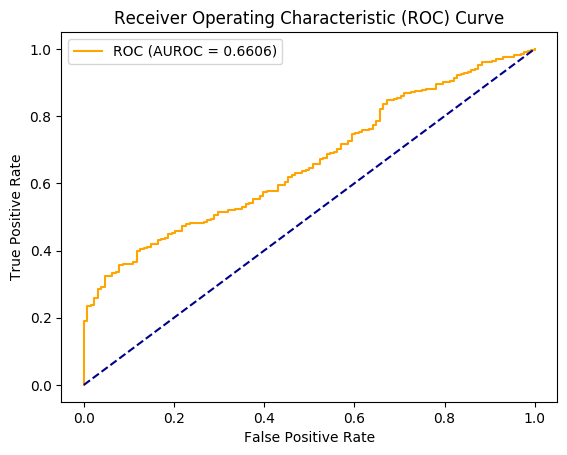 Receiver Operating Characteristic (ROC) Curve
ROC (AUROC = 0.6606)
True Positive Rate
1.0
0.8
0.6
0.4
0.2
0.0
0.0 0.2 0.4 0.6 0.8 1.0
False Positive Rate